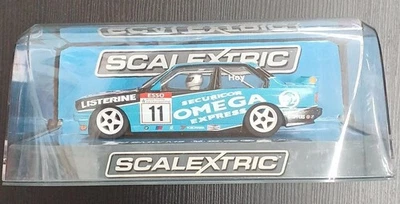 SCALEXTRIC
Hoy
LISTERINE
ESSO
11
SECURICOR
OMEGA
EXPRESS
SCALEXTRIC